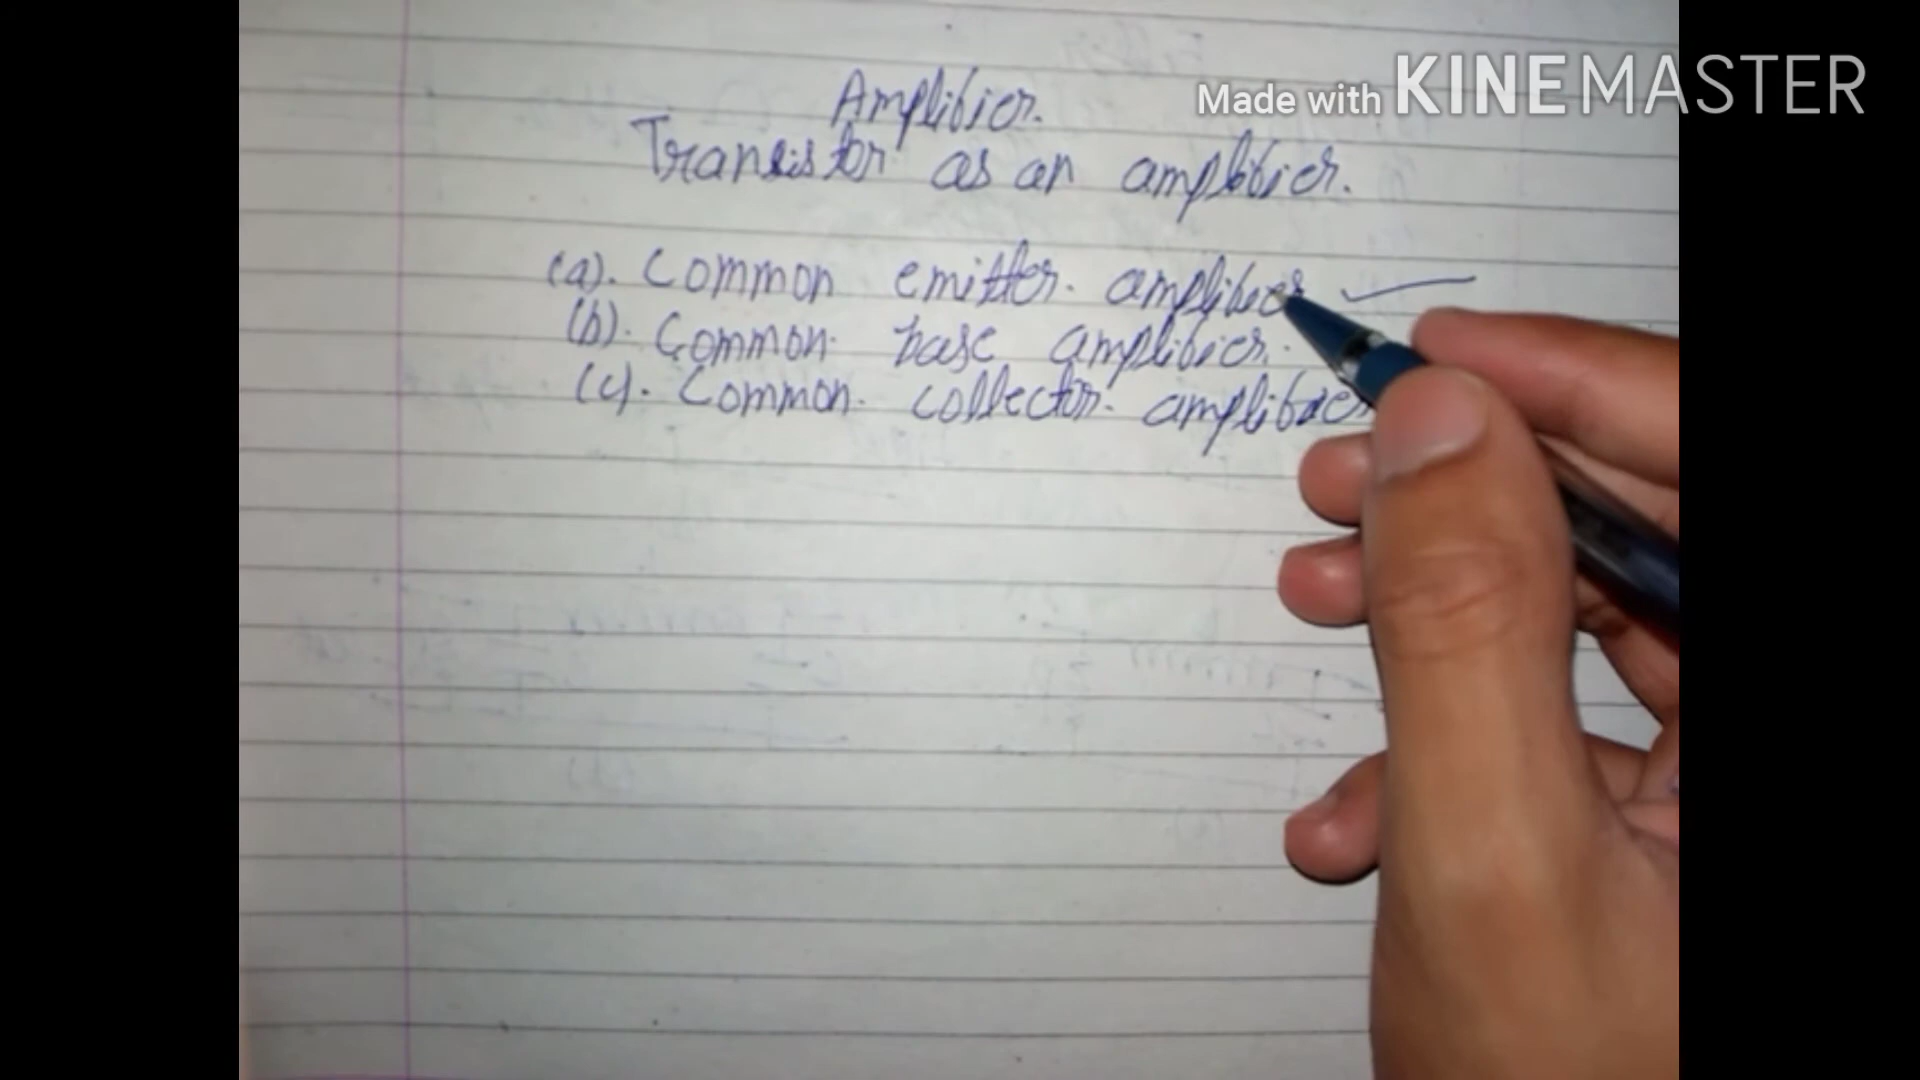 Made with KINEMASTER
Amplifier.
Transistor as an amplifier.
(a). Common emitter. amplifier
(b). Common. base amplifier.
(c). Common. collector. amplifier